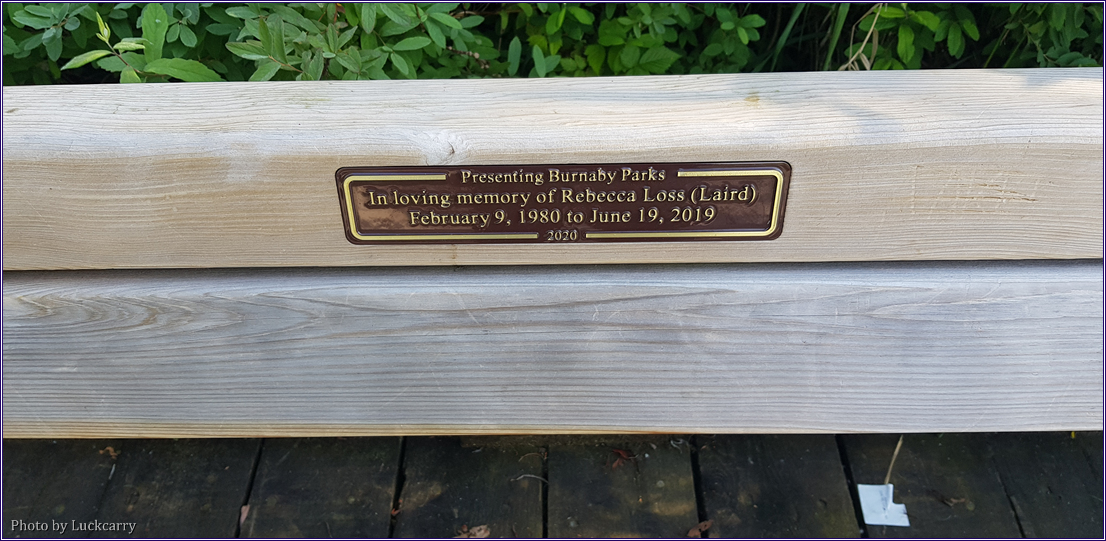 Presenting Burnaby Parks
In loving memory of Rebecca Loss (Laird)
February 9, 1980 to June 19, 2019
2020
Photo by Luckcarry